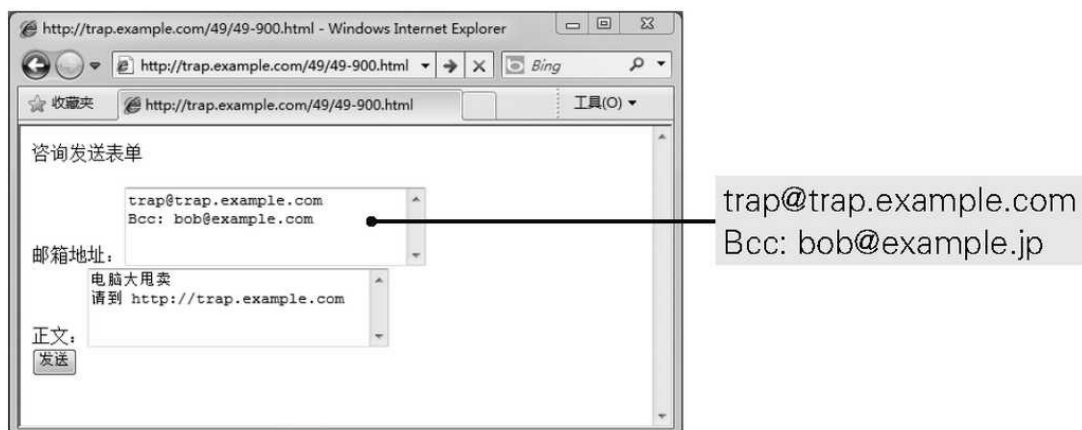 http://trap.example.com/49/49-900.html - Windows Internet Explorer
http://trap.example.com/49/49-900.html
Bing
收藏夹
http://trap.example.com/49/49-900.html
工具(O)
咨询发送表单
trap@trap.example.com
Bcc: bob@example.com
邮箱地址:
电脑大甩卖
请到 http://trap.example.com
正文:
发送
trap@trap.example.com
Bcc: bob@example.jp